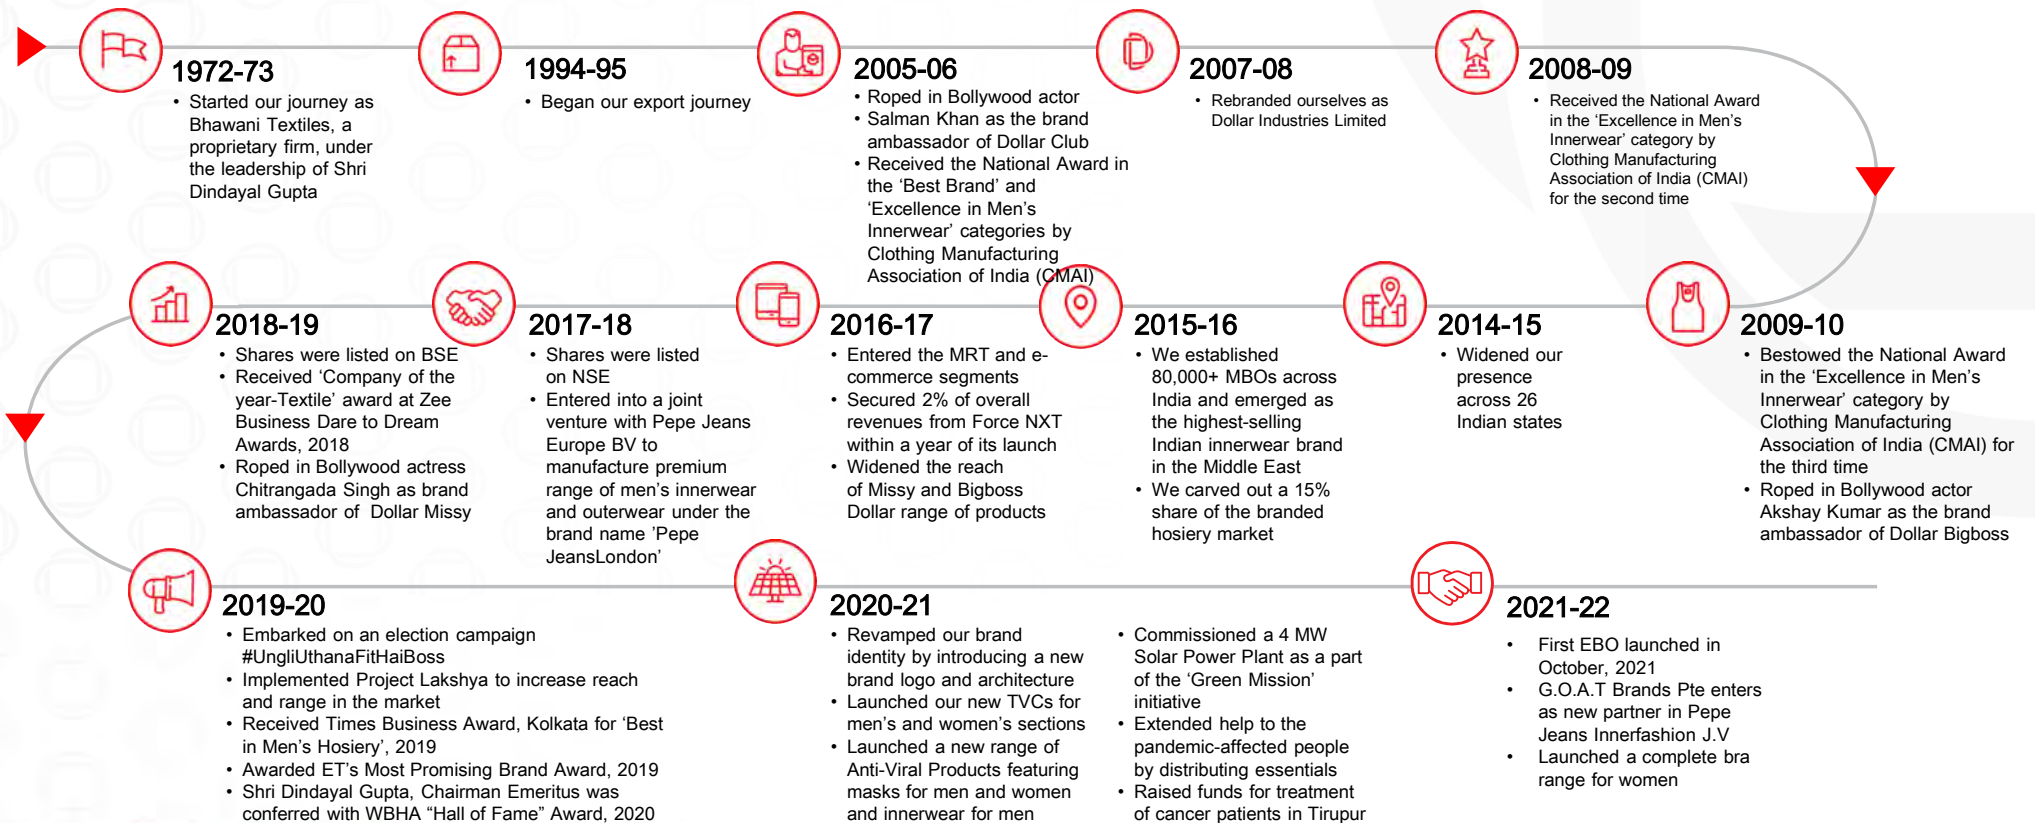 1972-73
• Started our journey as
Bhawani Textiles, a
proprietary firm, under
the leadership of Shri
Dindayal Gupta
1994-95
• Began our export journey
2005-06
• Roped in Bollywood actor
• Salman Khan as the brand
ambassador of Dollar Club
• Received the National Award in
the ‘Best Brand’ and
‘Excellence in Men’s
Innerwear’ categories by
Clothing Manufacturing
Association of India (CMAI)
2007-08
• Rebranded ourselves as
Dollar Industries Limited
2008-09
• Received the National Award
in the ‘Excellence in Men’s
Innerwear’ category by
Clothing Manufacturing
Association of India (CMAI)
for the second time
2009-10
• Bestowed the National Award
in the ‘Excellence in Men’s
Innerwear’ category by
Clothing Manufacturing
Association of India (CMAI) for
the third time
• Roped in Bollywood actor
Akshay Kumar as the brand
ambassador of Dollar Bigboss
2014-15
• Widened our
presence
across 26
Indian states
2015-16
• We established
80,000+ MBOs across
India and emerged as
the highest-selling
Indian innerwear brand
in the Middle East
• We carved out a 15%
share of the branded
hosiery market
2016-17
• Entered the MRT and e-
commerce segments
• Secured 2% of overall
revenues from Force NXT
within a year of its launch
• Widened the reach
of Missy and Bigboss
Dollar range of products
2017-18
• Shares were listed
on NSE
• Entered into a joint
venture with Pepe Jeans
Europe BV to
manufacture premium
range of men’s innerwear
and outerwear under the
brand name ’Pepe
JeansLondon’
2018-19
• Shares were listed on BSE
• Received ‘Company of the
year-Textile’ award at Zee
Business Dare to Dream
Awards, 2018
• Roped in Bollywood actress
Chitrangada Singh as brand
ambassador of Dollar Missy
2019-20
• Embarked on an election campaign
#UngliUthanaFitHaiBoss
• Implemented Project Lakshya to increase reach
and range in the market
• Received Times Business Award, Kolkata for ‘Best
in Men’s Hosiery’, 2019
• Awarded ET’s Most Promising Brand Award, 2019
• Shri Dindayal Gupta, Chairman Emeritus was
conferred with WBHA “Hall of Fame” Award, 2020
2020-21
• Revamped our brand
identity by introducing a new
brand logo and architecture
• Launched our new TVCs for
men’s and women’s sections
• Launched a new range of
Anti-Viral Products featuring
masks for men and women
and innerwear for men
• Commissioned a 4 MW
Solar Power Plant as a part
of the ‘Green Mission’
initiative
• Extended help to the
pandemic-affected people
by distributing essentials
• Raised funds for treatment
of cancer patients in Tirupur
2021-22
• First EBO launched in
October, 2021
• G.O.A.T Brands Pte enters
as new partner in Pepe
Jeans Innerfashion J.V
• Launched a complete bra
range for women